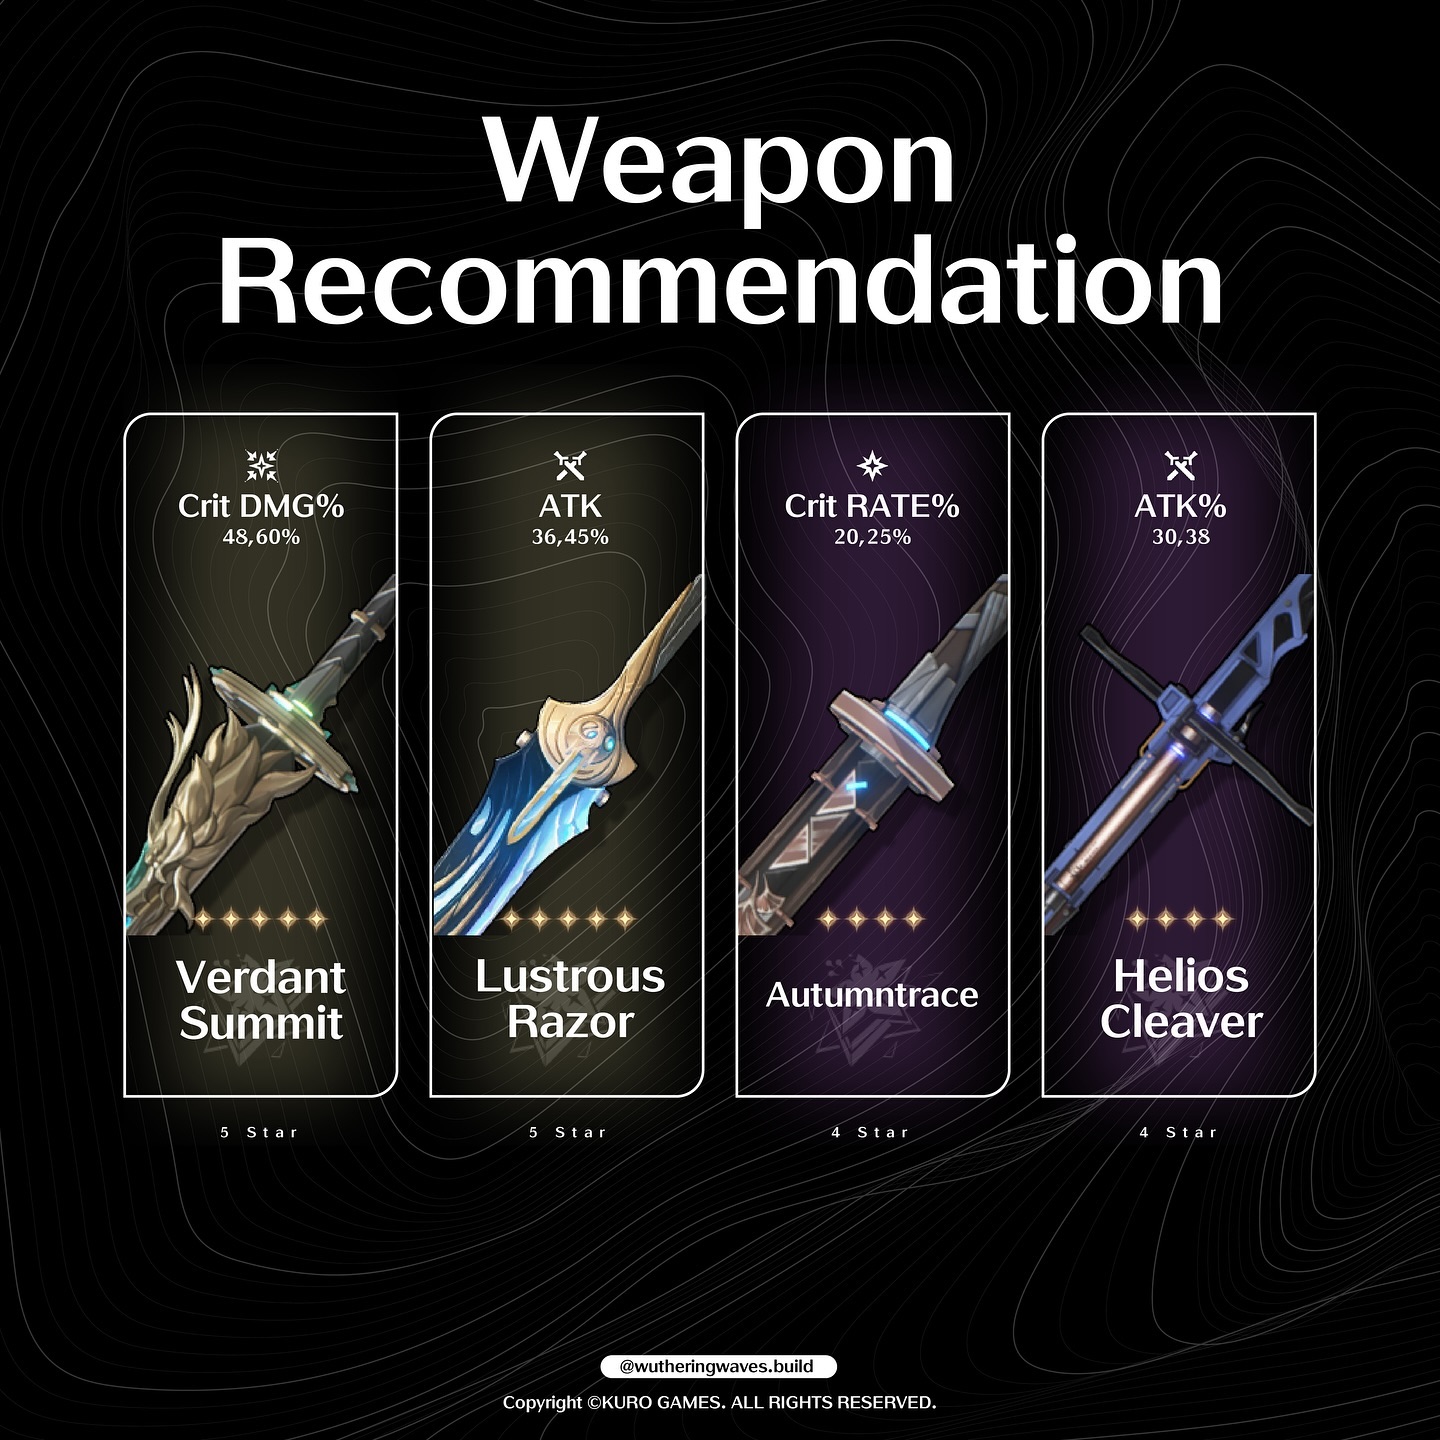 Weapon
Recommendation
Crit DMG%
48,60%
Verdant
Summit
5 Star
ATK
36,45%
Lustrous
Razor
5 Star
Crit RATE%
20,25%
Autumntrace
4 Star
ATK%
30,38
Helios
Cleaver
4 Star
@wutheringwaves.build
Copyright ©KURO GAMES. ALL RIGHTS RESERVED.